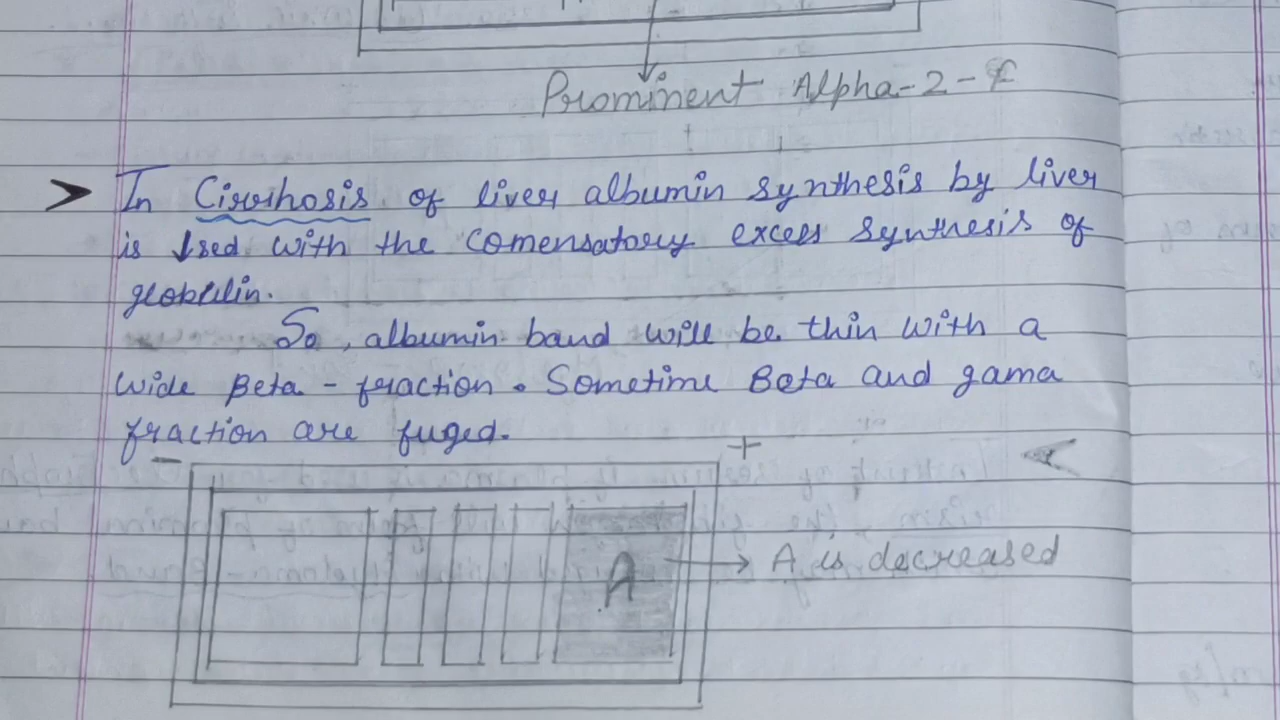 Prominent Alpha-2-f
> In Cirrhosis of liver albumin synthesis by liver
is ↓sed with the comensatory excess synthesis of
globulin.
So, albumin band will be thin with a
wide Beta - fraction. Sometime Beta and gama
fraction are fuged.
- +
A → A is decreased